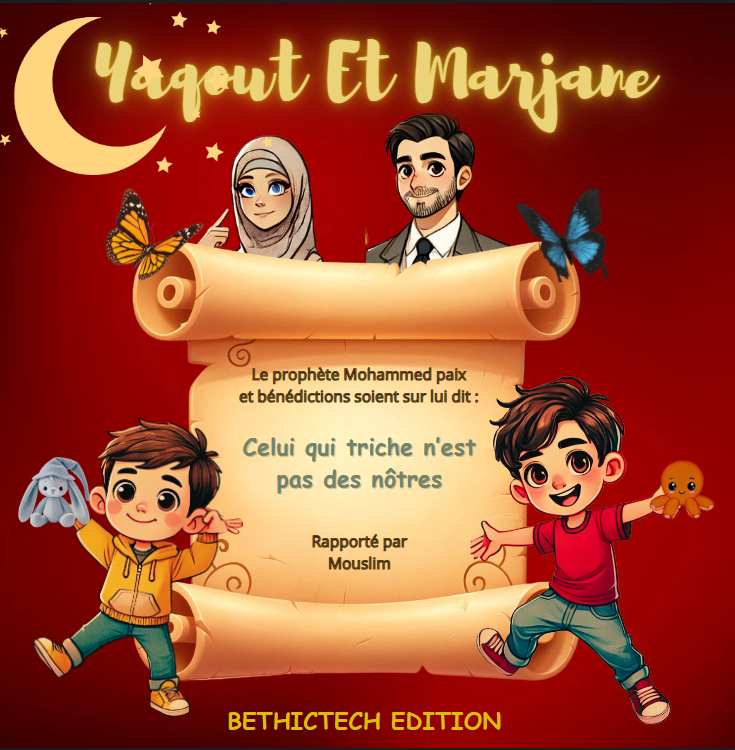 Yaqout Et Marjane
Le prophète Mohammed paix
et bénédictions soient sur lui dit :
Celui qui triche n'est
pas des nôtres
Rapporté par
Mouslim
BETHICTECH EDITION